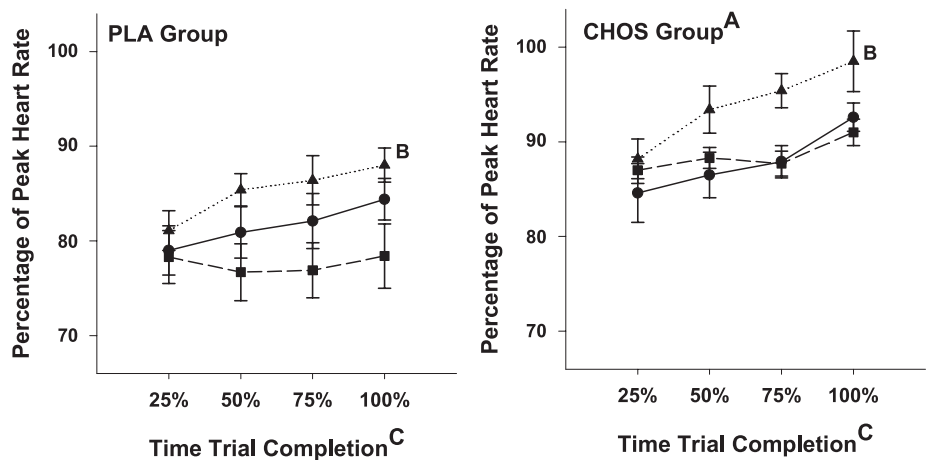 PLA Group
Percentage of Peak Heart Rate
100
90
80
70
B
25% 50% 75% 100%
Time Trial Completion C
CHOS Group A
Percentage of Peak Heart Rate
100
90
80
70
B
25% 50% 75% 100%
Time Trial Completion C